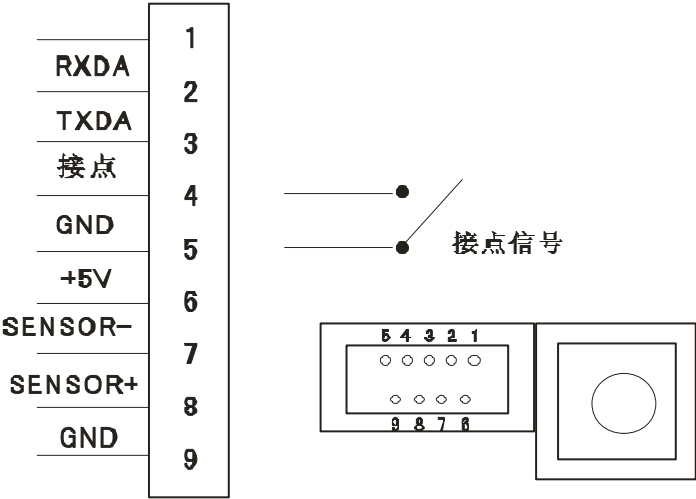 1
RXDA
2
TXDA
3
接点
4
GND
5
+5V
6
SENSOR-
7
SENSOR+
8
GND
9
接点信号
5 4 3 2 1
9 8 7 6